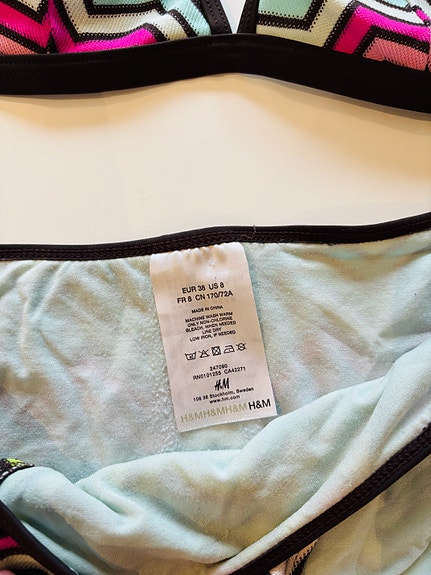 EUR 38 US 8
FR 8 CN 170/72A
MADE IN CHINA
MACHINE WASH WARM
ONLY NON-CHLORINE
BLEACH, WHEN NEEDED
LINE DRY
LOW IRON, IF NEEDED
247090
RN0101255 CA42271
H&M
106 38 Stockholm, Sweden
www.hm.com
H&MH&MH&M H&M